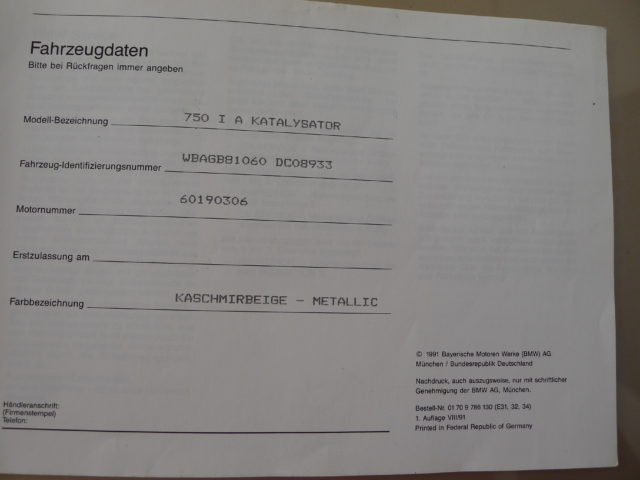 Fahrzeugdaten
Bitte bei Rückfragen immer angeben
Modell-Bezeichnung 750 I A KATALYSATOR
Fahrzeug-Identifizierungsnummer WBAGB81060 DC08933
Motornummer 60190306
Erstzulassung am
Farbbezeichnung KASCHMIRBEIGE - METALLIC
© 1991 Bayerische Motoren Werke (BMW) AG
München / Bundesrepublik Deutschland
Nachdruck, auch auszugsweise, nur mit schriftlicher
Genehmigung der BMW AG, München.
Bestell-Nr. 01 70 9 786 130 (E31, 32, 34)
1. Auflage VIII/91
Printed in Federal Republic of Germany
Händleranschrift:
(Firmenstempel)
Telefon: